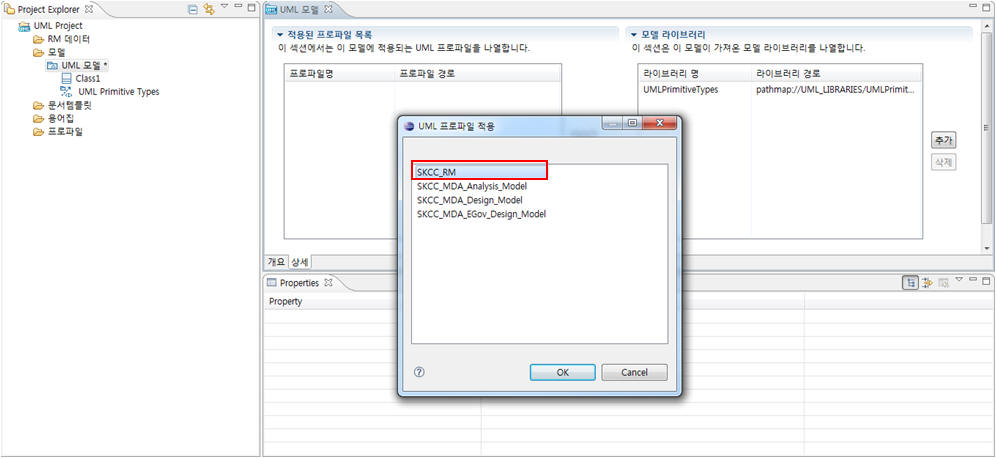 Project Explorer
UML Project
RM 데이터
모델
UML 모델 *
Class1
UML Primitive Types
문서템플릿
용어집
프로파일
UML 모델
적용된 프로파일 목록
이 섹션에서는 이 모델에 적용되는 UML 프로파일을 나열합니다.
프로파일명 프로파일 경로
모델 라이브러리
이 섹션은 이 모델이 가져온 모델 라이브러리를 나열합니다.
라이브러리 명 라이브러리 경로
UMLPrimitiveTypes pathmap://UML_LIBRARIES/UMLPrimit...
추가
삭제
개요 상세
UML 프로파일 적용
SKCC_RM
SKCC_MDA_Analysis_Model
SKCC_MDA_Design_Model
SKCC_MDA_EGov_Design_Model
OK Cancel
Properties
Property